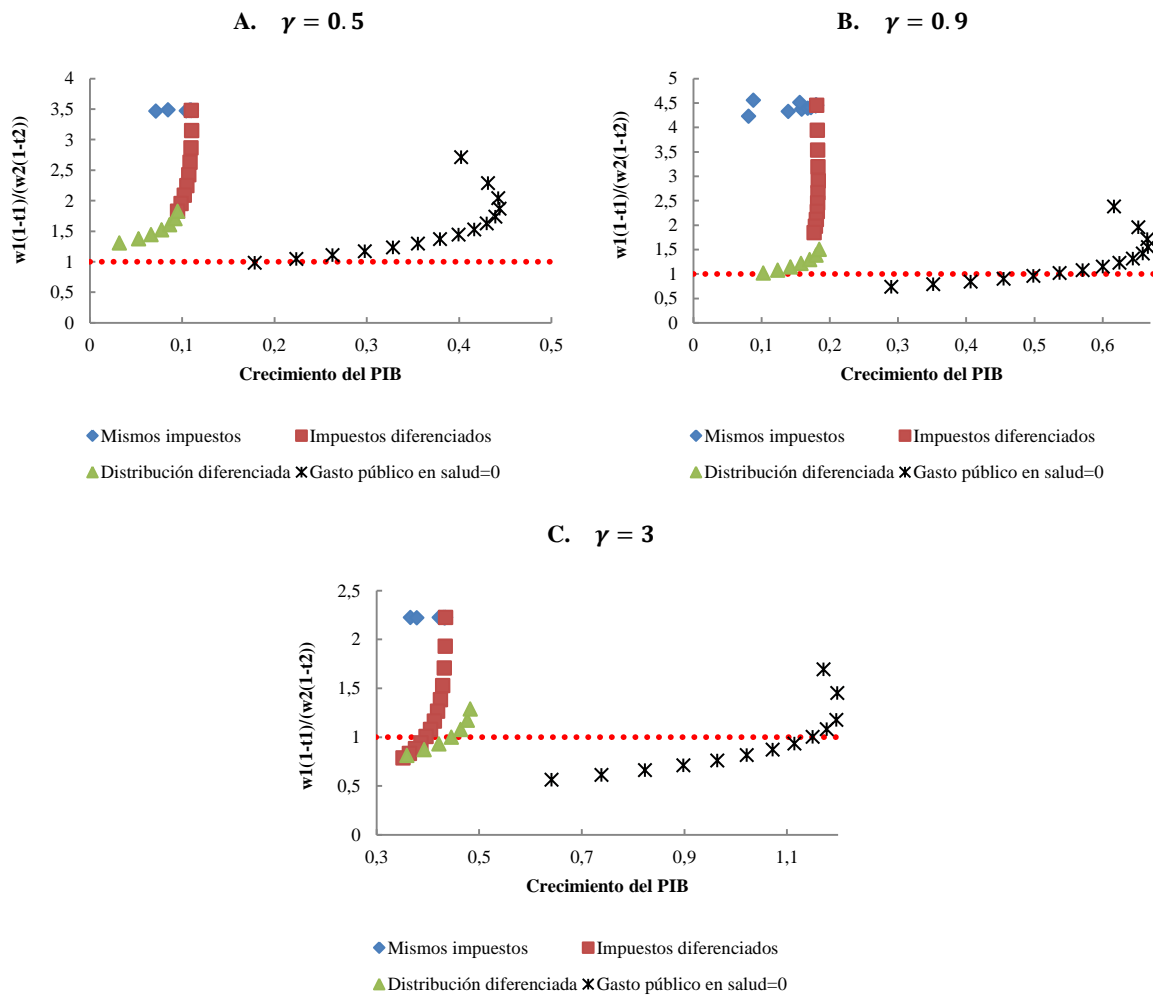 A. γ = 0.5
w1(1-t1)/(w2(1-t2))
4
3,5
3
2,5
2
1,5
1
0,5
0
0 0,1 0,2 0,3 0,4 0,5
Crecimiento del PIB
Mismos impuestos Impuestos diferenciados
Distribución diferenciada Gasto público en salud=0
B. γ = 0.9
w1(1-t1)/(w2(1-t2))
5
4,5
4
3,5
3
2,5
2
1,5
1
0,5
0
0 0,1 0,2 0,3 0,4 0,5 0,6
Crecimiento del PIB
Mismos impuestos Impuestos diferenciados
Distribución diferenciada Gasto público en salud=0
C. γ = 3
w1(1-t1)/(w2(1-t2))
2,5
2
1,5
1
0,5
0
0,3 0,5 0,7 0,9 1,1
Crecimiento del PIB
Mismos impuestos Impuestos diferenciados
Distribución diferenciada Gasto público en salud=0